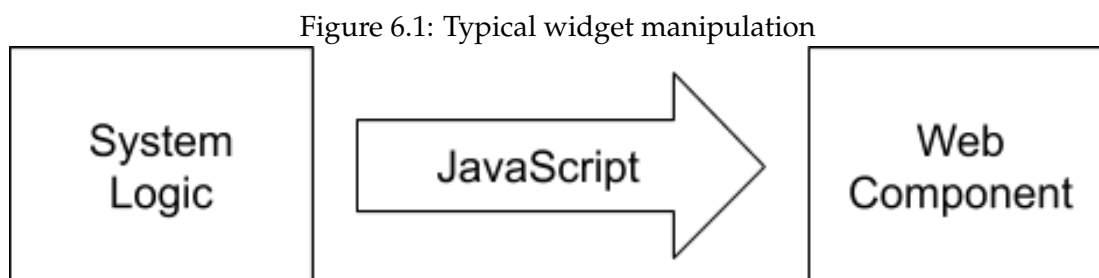 Figure 6.1: Typical widget manipulation
System
Logic
JavaScript
Web
Component